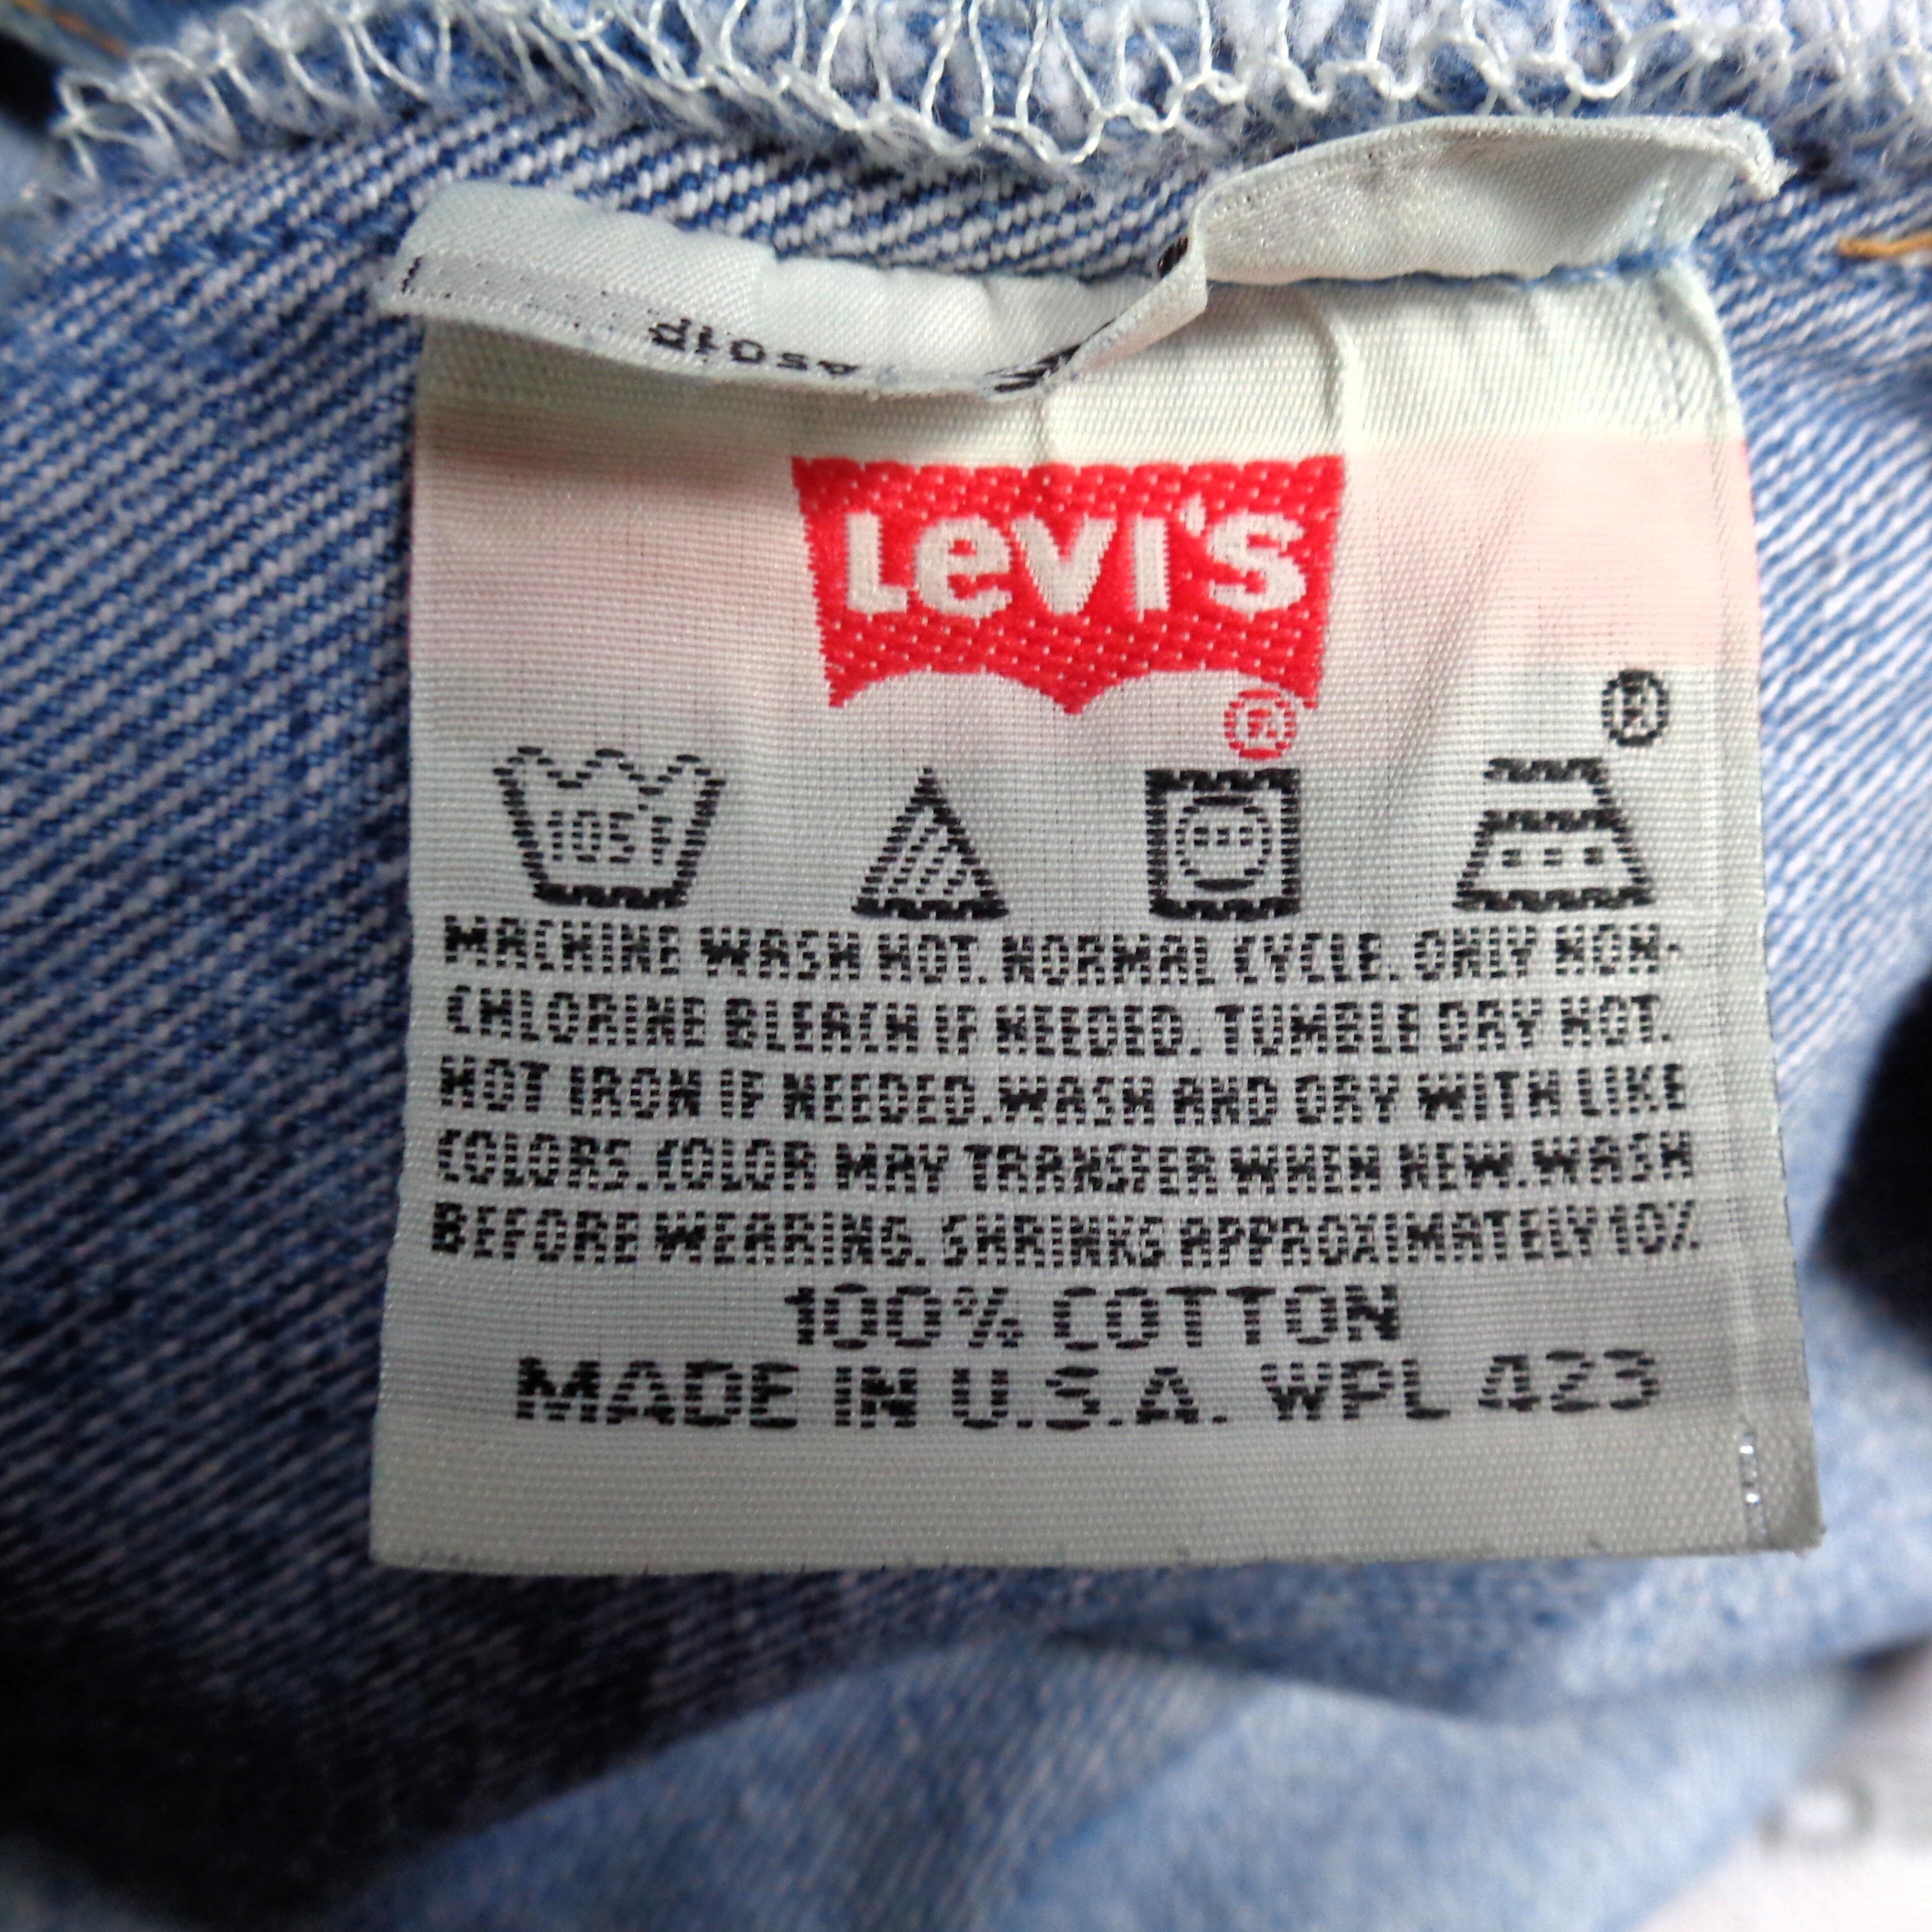 LEVI'S
®
®
105F
MACHINE WASH HOT. NORMAL CYCLE. ONLY NON-
CHLORINE BLEACH IF NEEDED. TUMBLE DRY HOT.
HOT IRON IF NEEDED. WASH AND DRY WITH LIKE
COLORS. COLOR MAY TRANSFER WHEN NEW. WASH
BEFORE WEARING. SHRINKS APPROXIMATELY 10%
100% COTTON
MADE IN U.S.A. WPL 423